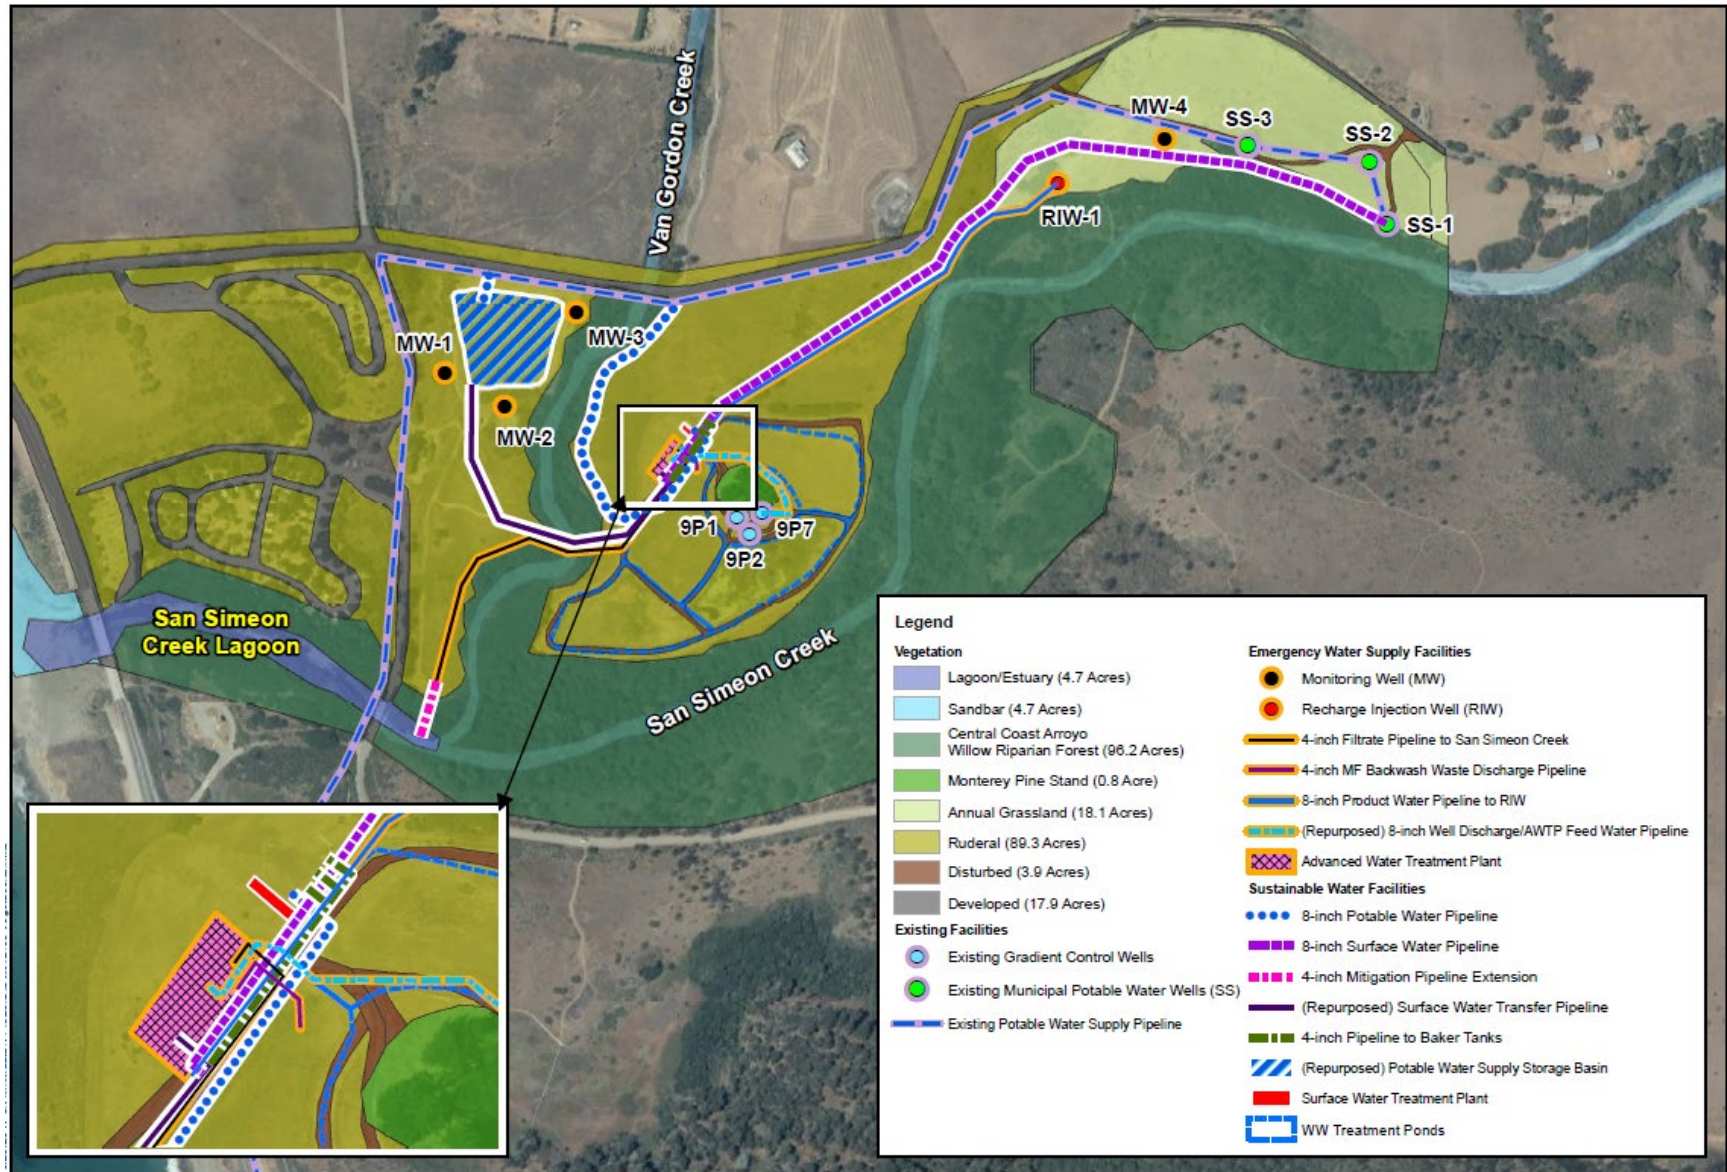 Van Gordon Creek
MW-4
SS-3
SS-2
SS-1
RIW-1
MW-1
MW-3
MW-2
9P1
9P7
9P2
San Simeon
Creek Lagoon
San Simeon Creek
Legend
Vegetation
Lagoon/Estuary (4.7 Acres)
Sandbar (4.7 Acres)
Central Coast Arroyo
Willow Riparian Forest (96.2 Acres)
Monterey Pine Stand (0.8 Acre)
Annual Grassland (18.1 Acres)
Ruderal (89.3 Acres)
Disturbed (3.9 Acres)
Developed (17.9 Acres)
Existing Facilities
Existing Gradient Control Wells
Existing Municipal Potable Water Wells (SS)
Existing Potable Water Supply Pipeline
Emergency Water Supply Facilities
Monitoring Well (MW)
Recharge Injection Well (RIW)
4-inch Filtrate Pipeline to San Simeon Creek
4-inch MF Backwash Waste Discharge Pipeline
8-inch Product Water Pipeline to RIW
(Repurposed) 8-inch Well Discharge/AWTP Feed Water Pipeline
Advanced Water Treatment Plant
Sustainable Water Facilities
8-inch Potable Water Pipeline
8-inch Surface Water Pipeline
4-inch Mitigation Pipeline Extension
(Repurposed) Surface Water Transfer Pipeline
4-inch Pipeline to Baker Tanks
(Repurposed) Potable Water Supply Storage Basin
Surface Water Treatment Plant
WW Treatment Ponds